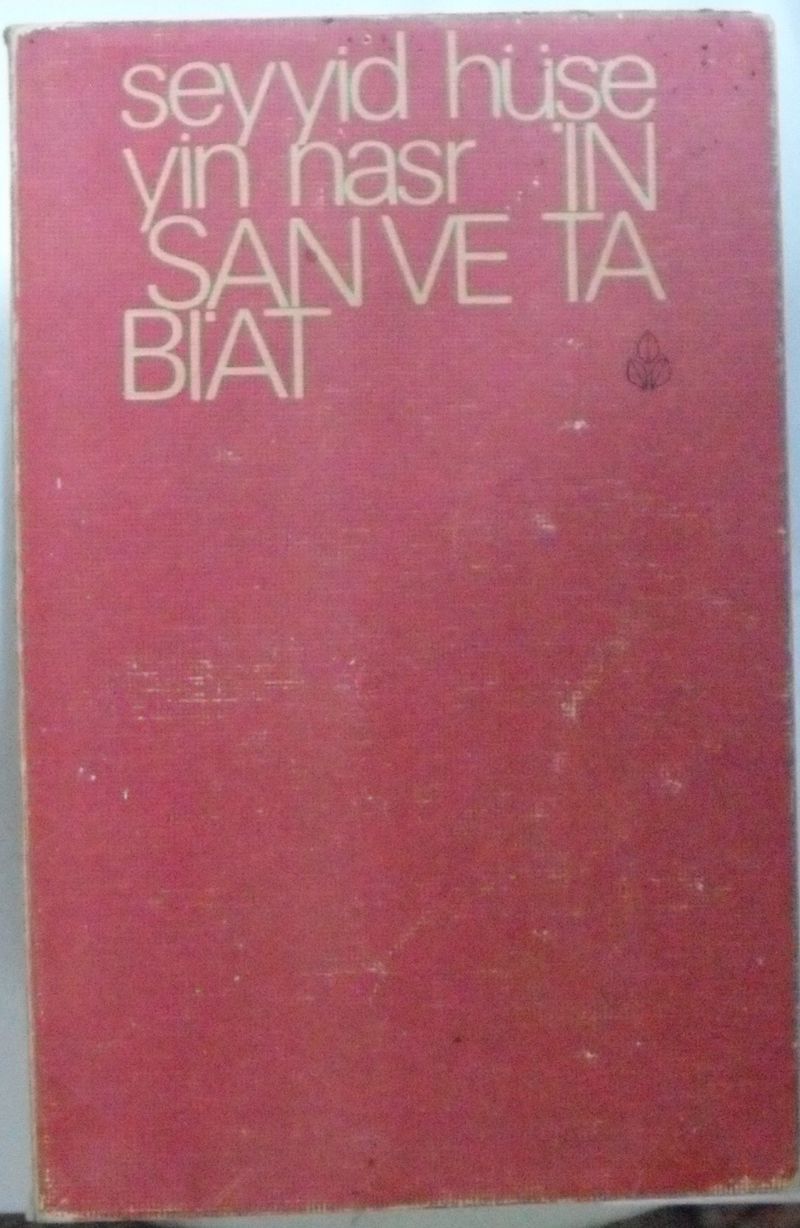 seyyid hüse
yin nasr İN
SAN VE TA
BİAT